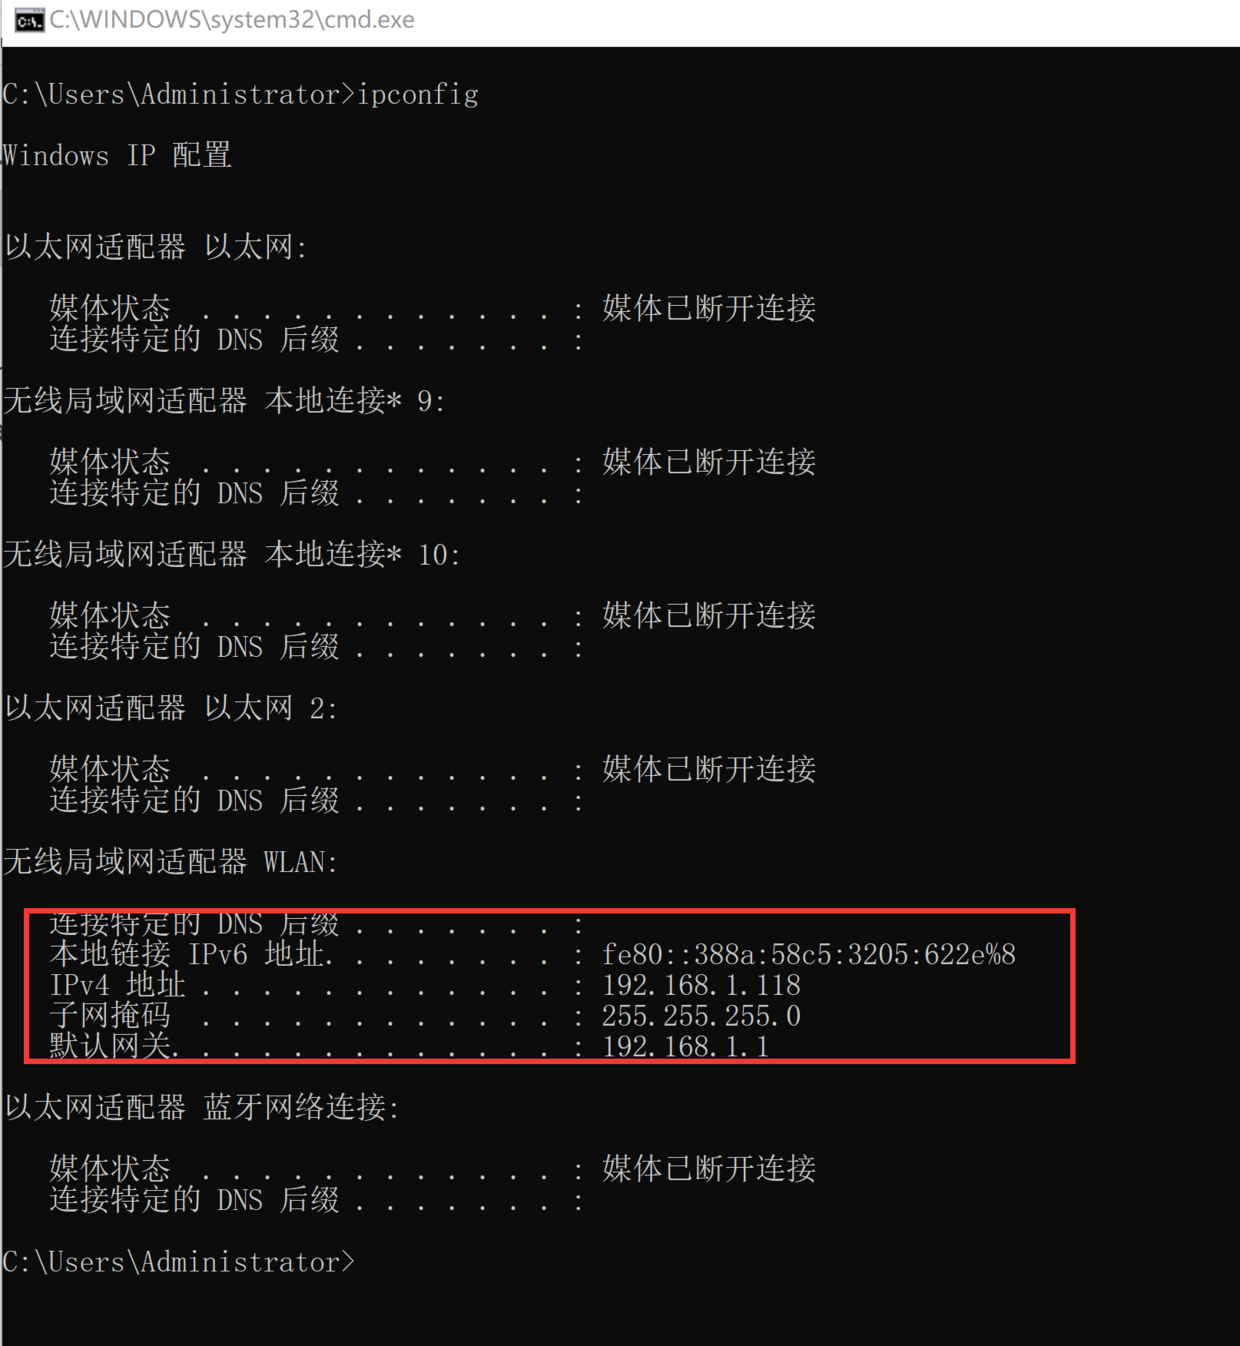 C:\WINDOWS\system32\cmd.exe
C:\Users\Administrator>ipconfig
Windows IP 配置
以太网适配器 以太网:
媒体状态 . . . . . . . . . . . . : 媒体已断开连接
连接特定的 DNS 后缀 . . . . . . . :
无线局域网适配器 本地连接* 9:
媒体状态 . . . . . . . . . . . . : 媒体已断开连接
连接特定的 DNS 后缀 . . . . . . . :
无线局域网适配器 本地连接* 10:
媒体状态 . . . . . . . . . . . . : 媒体已断开连接
连接特定的 DNS 后缀 . . . . . . . :
以太网适配器 以太网 2:
媒体状态 . . . . . . . . . . . . : 媒体已断开连接
连接特定的 DNS 后缀 . . . . . . . :
无线局域网适配器 WLAN:
连接特定的 DNS 后缀 . . . . . . . :
本地链接 IPv6 地址. . . . . . . . : fe80::388a:58c5:3205:622e%8
IPv4 地址 . . . . . . . . . . . . : 192.168.1.118
子网掩码 . . . . . . . . . . . . : 255.255.255.0
默认网关. . . . . . . . . . . . . : 192.168.1.1
以太网适配器 蓝牙网络连接:
媒体状态 . . . . . . . . . . . . : 媒体已断开连接
连接特定的 DNS 后缀 . . . . . . . :
C:\Users\Administrator>